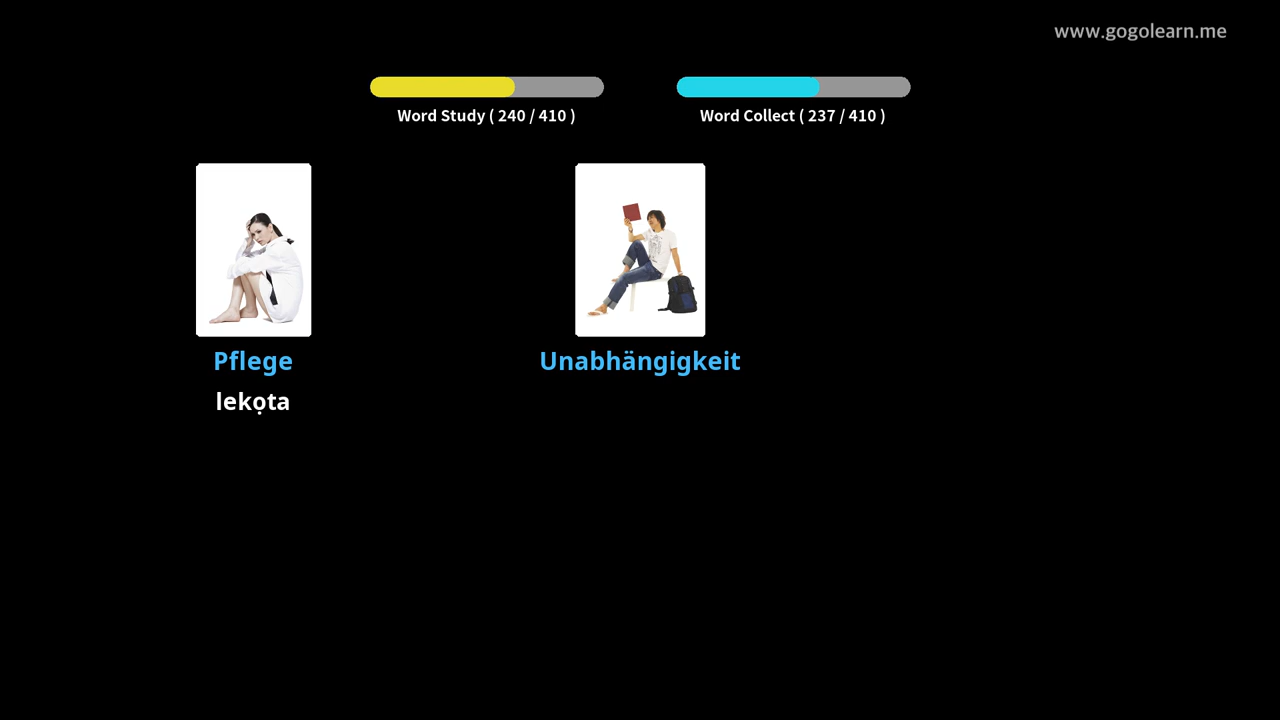 www.gogolearn.me
Word Study ( 240 / 410 )
Word Collect ( 237 / 410 )
Pflege
lekọta
Unabhängigkeit